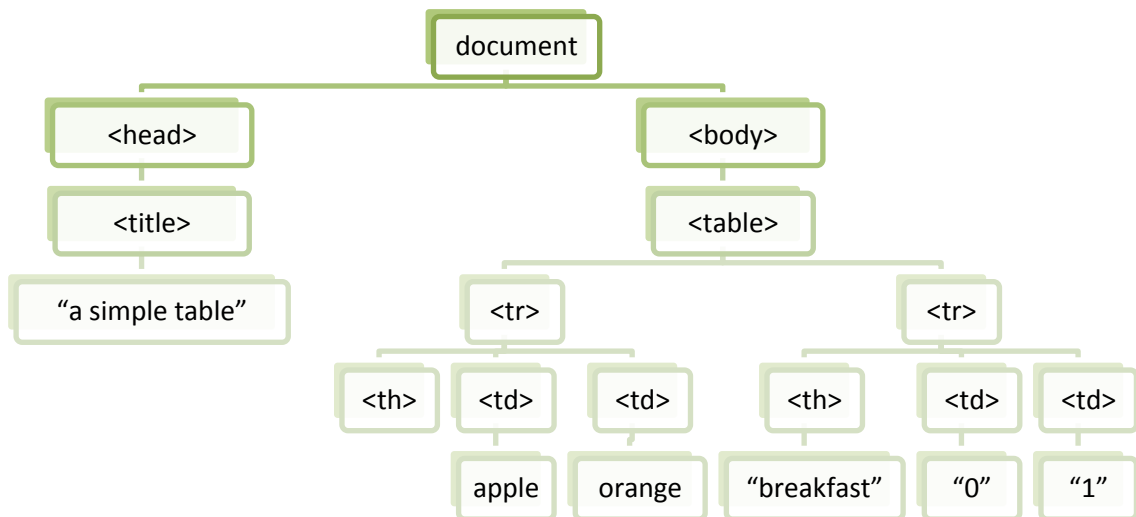 document
<head>
<body>
<title>
<table>
“a simple table”
<tr>
<tr>
<th>
<td>
<td>
<th>
<td>
<td>
apple
orange
“breakfast”
“0”
“1”